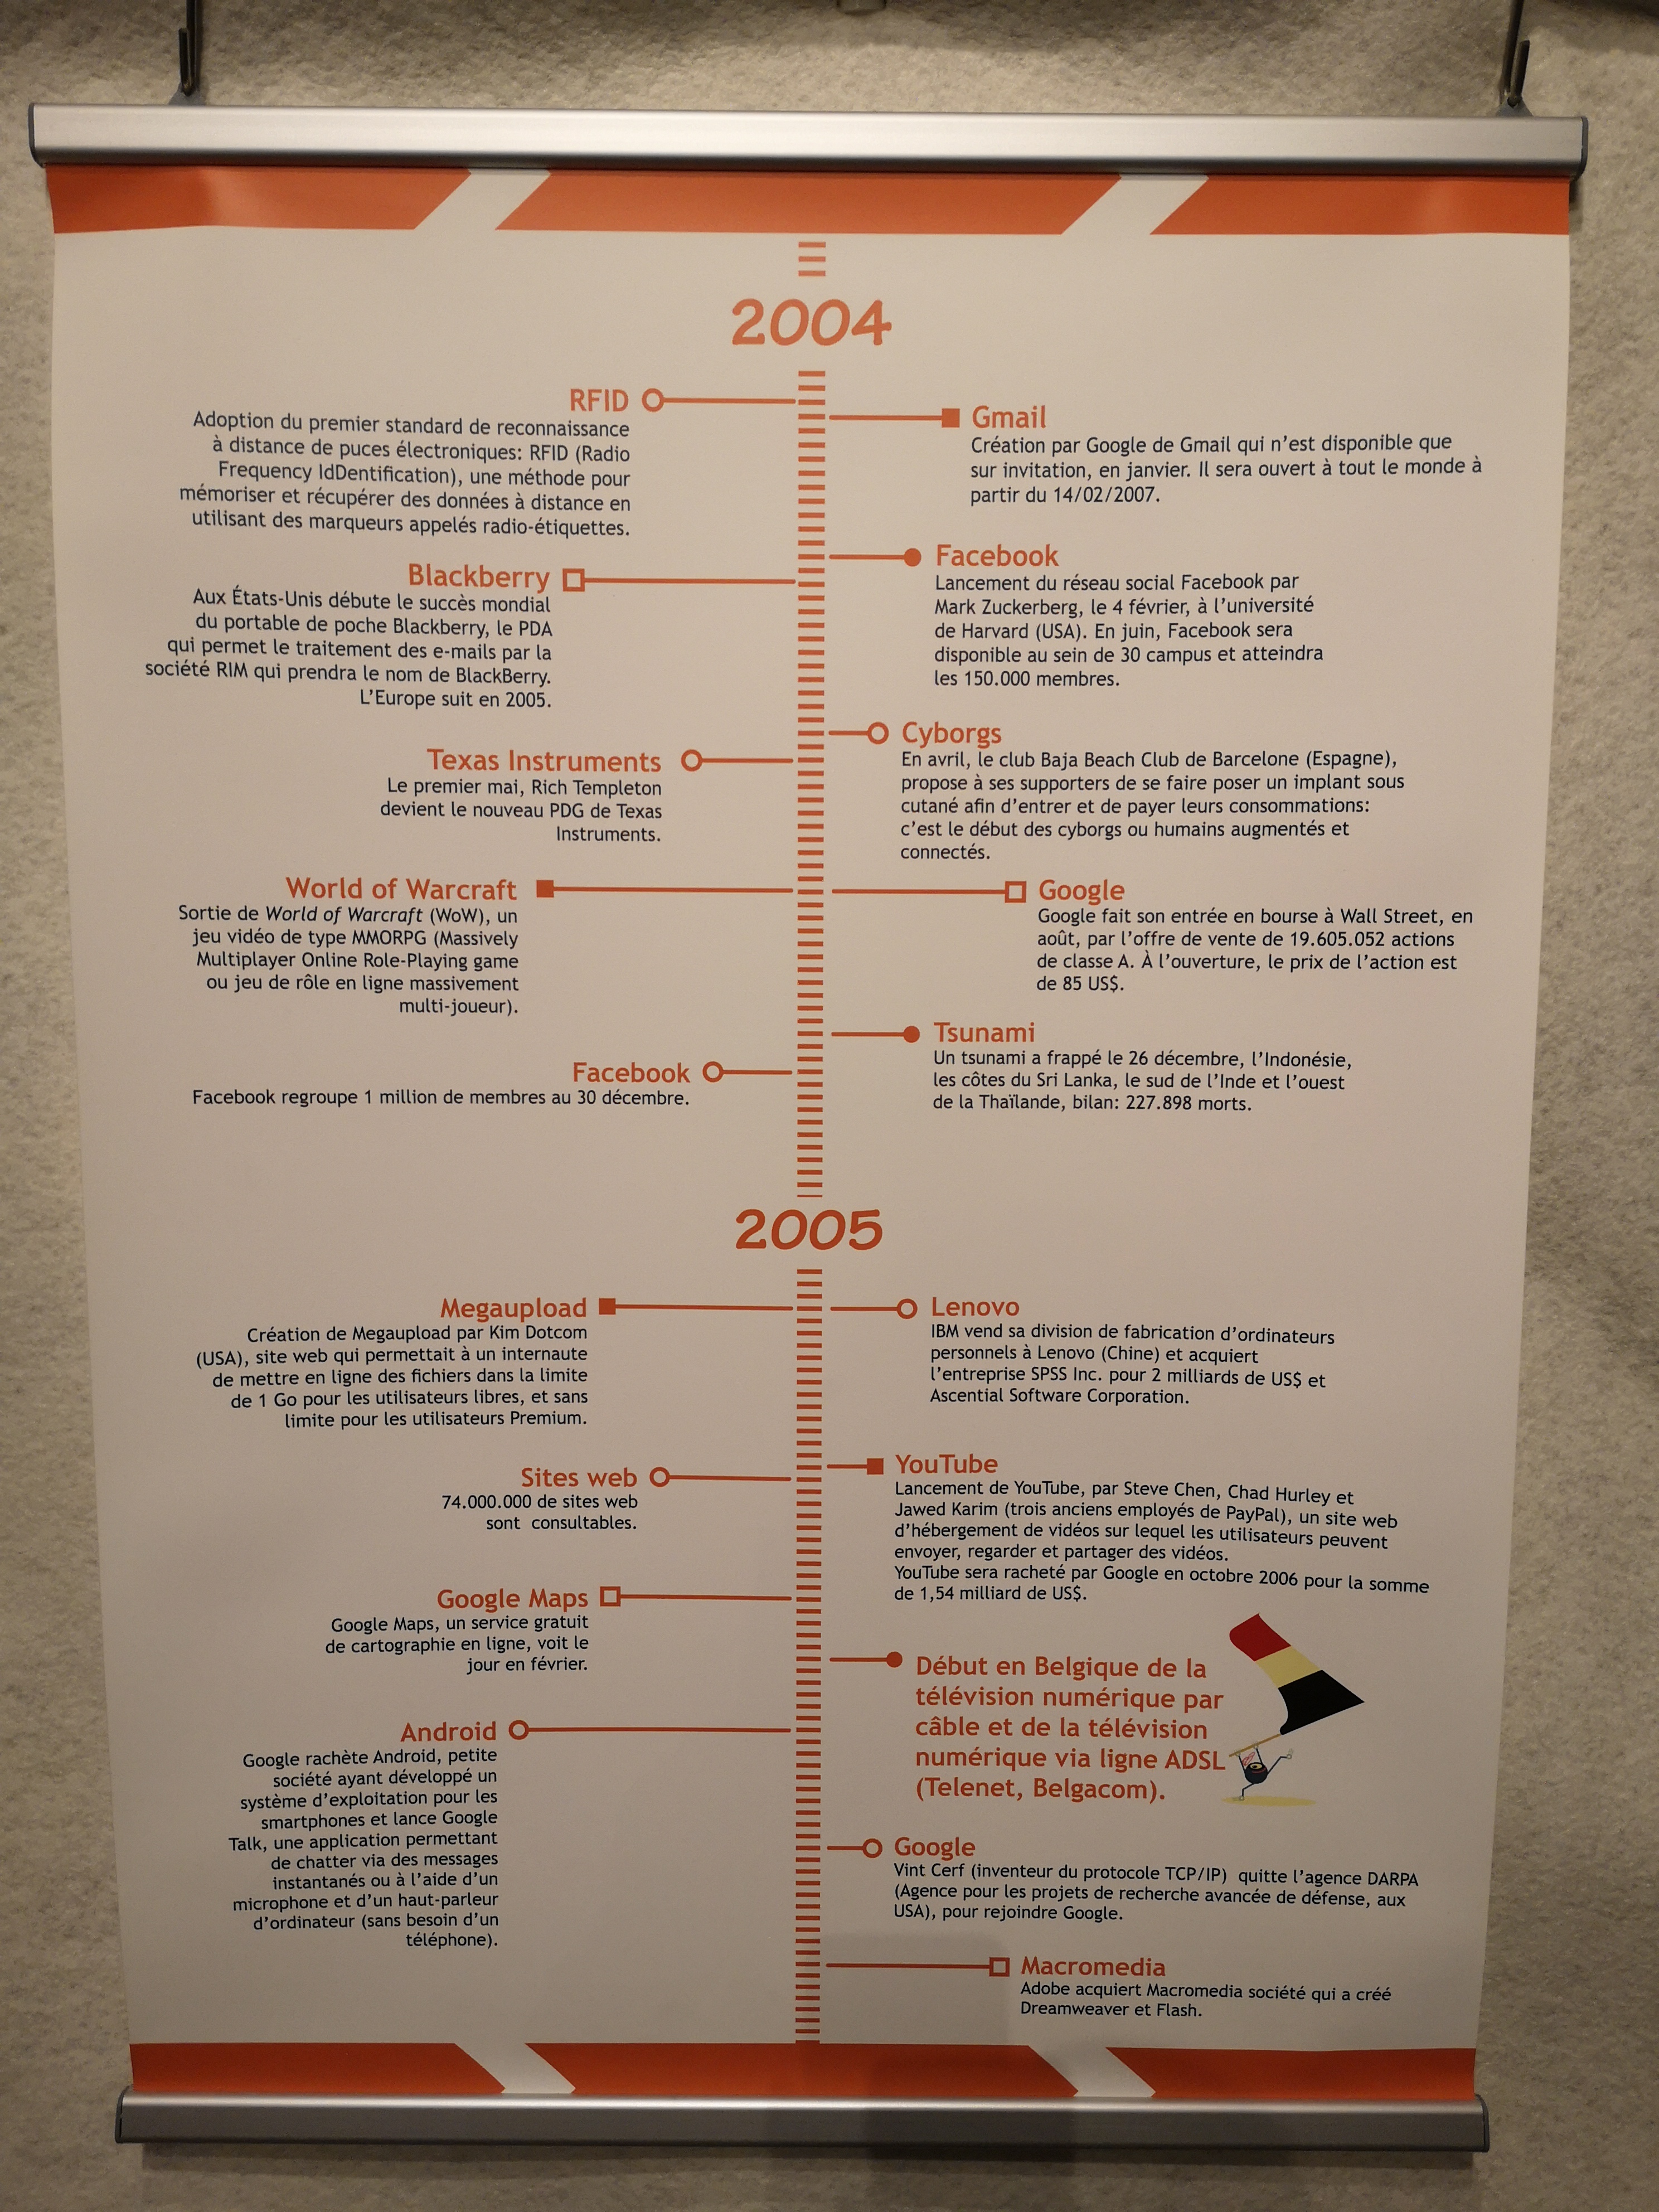 2004
RFID
Adoption du premier standard de reconnaissance
à distance de puces électroniques: RFID (Radio
Frequency IdDentification), une méthode pour
mémoriser et récupérer des données à distance en
utilisant des marqueurs appelés radio-étiquettes.
Gmail
Création par Google de Gmail qui n'est disponible que
sur invitation, en janvier. Il sera ouvert à tout le monde à
partir du 14/02/2007.
Facebook
Lancement du réseau social Facebook par
Mark Zuckerberg, le 4 février, à l'université
de Harvard (USA). En juin, Facebook sera
disponible au sein de 30 campus et atteindra
les 150.000 membres.
Blackberry
Aux États-Unis débute le succès mondial
du portable de poche Blackberry, le PDA
qui permet le traitement des e-mails par la
société RIM qui prendra le nom de BlackBerry.
L'Europe suit en 2005.
Cyborgs
En avril, le club Baja Beach Club de Barcelone (Espagne),
propose à ses supporters de se faire poser un implant sous
cutané afin d'entrer et de payer leurs consommations:
c'est le début des cyborgs ou humains augmentés et
connectés.
Texas Instruments
Le premier mai, Rich Templeton
devient le nouveau PDG de Texas
Instruments.
World of Warcraft
Sortie de World of Warcraft (WoW), un
jeu vidéo de type MMORPG (Massively
Multiplayer Online Role-Playing game
ou jeu de rôle en ligne massivement
multi-joueur).
Google
Google fait son entrée en bourse à Wall Street, en
août, par l'offre de vente de 19.605.052 actions
de classe A. À l'ouverture, le prix de l'action est
de 85 US$.
Tsunami
Un tsunami a frappé le 26 décembre, l'Indonésie,
les côtes du Sri Lanka, le sud de l'Inde et l'ouest
de la Thaïlande, bilan: 227.898 morts.
Facebook
Facebook regroupe 1 million de membres au 30 décembre.
2005
Megaupload
Création de Megaupload par Kim Dotcom
(USA), site web qui permettait à un internaute
de mettre en ligne des fichiers dans la limite
de 1 Go pour les utilisateurs libres, et sans
limite pour les utilisateurs Premium.
Lenovo
IBM vend sa division de fabrication d'ordinateurs
personnels à Lenovo (Chine) et acquiert
l'entreprise SPSS Inc. pour 2 milliards de US$ et
Ascential Software Corporation.
YouTube
Lancement de YouTube, par Steve Chen, Chad Hurley et
Jawed Karim (trois anciens employés de PayPal), un site web
d'hébergement de vidéos sur lequel les utilisateurs peuvent
envoyer, regarder et partager des vidéos.
YouTube sera racheté par Google en octobre 2006 pour la somme
de 1,54 milliard de US$.
Sites web
74.000.000 de sites web
sont consultables.
Google Maps
Google Maps, un service gratuit
de cartographie en ligne, voit le
jour en février.
Début en Belgique de la
télévision numérique par
câble et de la télévision
numérique via ligne ADSL
(Telenet, Belgacom).
Android
Google rachète Android, petite
société ayant développé un
système d'exploitation pour les
smartphones et lance Google
Talk, une application permettant
de chatter via des messages
instantanés ou à l'aide d'un
microphone et d'un haut-parleur
d'ordinateur (sans besoin d'un
téléphone).
Google
Vint Cerf (inventeur du protocole TCP/IP) quitte l'agence DARPA
(Agence pour les projets de recherche avancée de défense, aux
USA), pour rejoindre Google.
Macromedia
Adobe acquiert Macromedia société qui a créé
Dreamweaver et Flash.